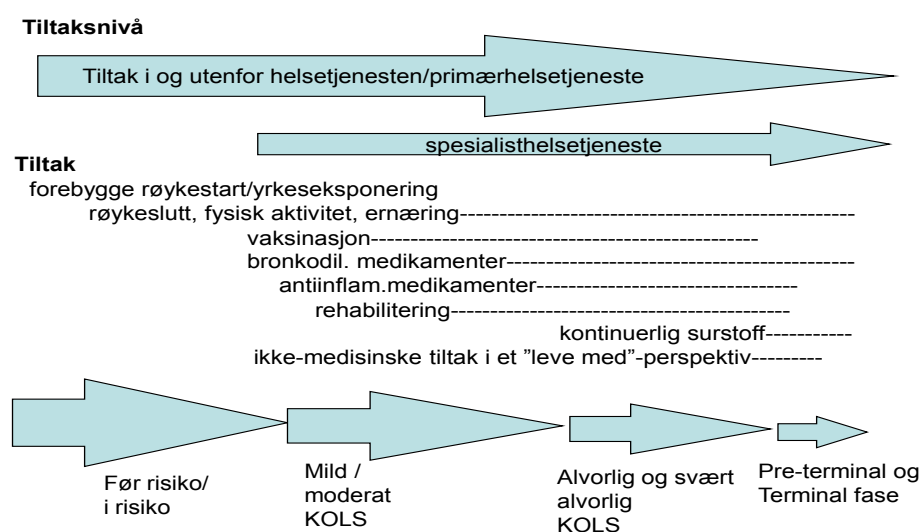 Tiltaksnivå
Tiltak i og utenfor helsetjenesten/primærhelsetjeneste
spesialisthelsetjeneste
Tiltak
forebygge røykestart/yrkeseksponering
røykeslutt, fysisk aktivitet, ernæring--------------------------------------------------
vaksinasjon-------------------------------------------------
bronkodil. medikamenter--------------------------------------------
antiinflam.medikamenter---------------------------------
rehabilitering---------------------------------------
kontinuerlig surstoff-----------
ikke-medisinske tiltak i et ”leve med”-perspektiv---------
Før risiko/
i risiko
Mild /
moderat
KOLS
Alvorlig og svært
alvorlig
KOLS
Pre-terminal og
Terminal fase